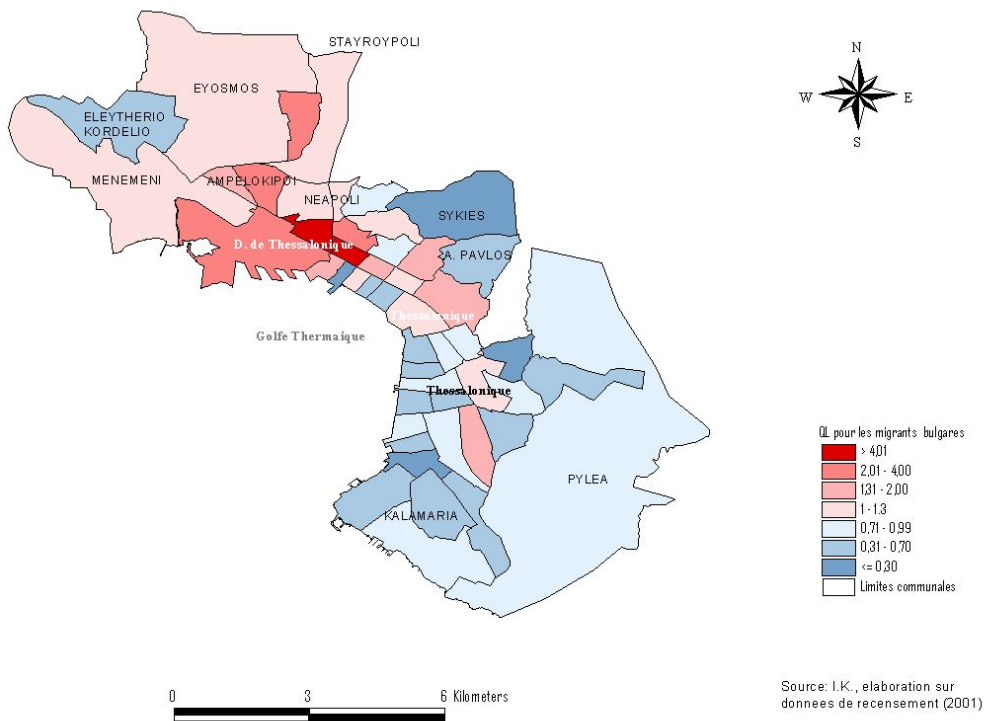 STAYROYPOLI
EYOSMOS
ELEYTHERIO
KORDELIO
MENEMENI
AMPELOKIPOI
NEAPOLI
SYKIES
D. de Thessalonique
A. PAVLOS
Thessalonique
Golfe Thermaique
Thessalonique
PYLEA
KALAMARIA
N
W
E
S
QL pour les migrants bulgares
> 4,01
2,01 - 4,00
1,31 - 2,00
1 - 1.3
0,71 - 0,99
0,31 - 0,70
<= 0,30
Limites communales
0 3 6 Kilometers
Source: I.K., elaboration sur
donnees de recensement (2001)